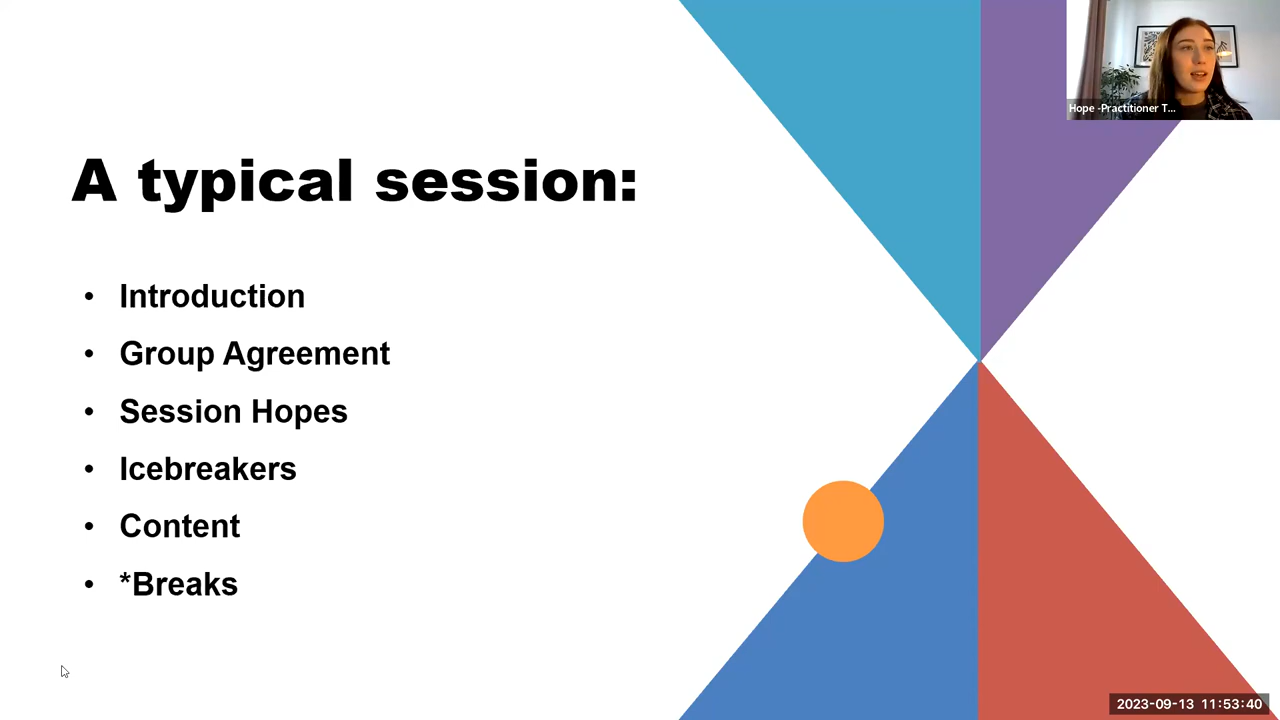 Hope -Practitioner T...
A typical session:
• Introduction
• Group Agreement
• Session Hopes
• Icebreakers
• Content
• *Breaks
2023-09-13 11:53:40